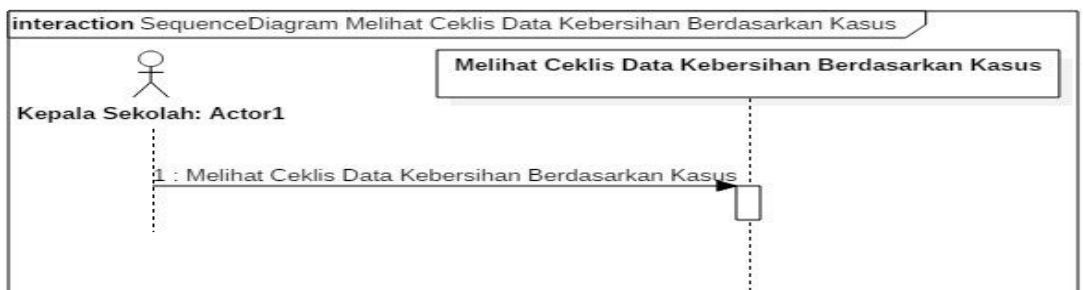 interaction SequenceDiagram Melihat Ceklis Data Kebersihan Berdasarkan Kasus
Melihat Ceklis Data Kebersihan Berdasarkan Kasus
Kepala Sekolah: Actor1
1 : Melihat Ceklis Data Kebersihan Berdasarkan Kasus